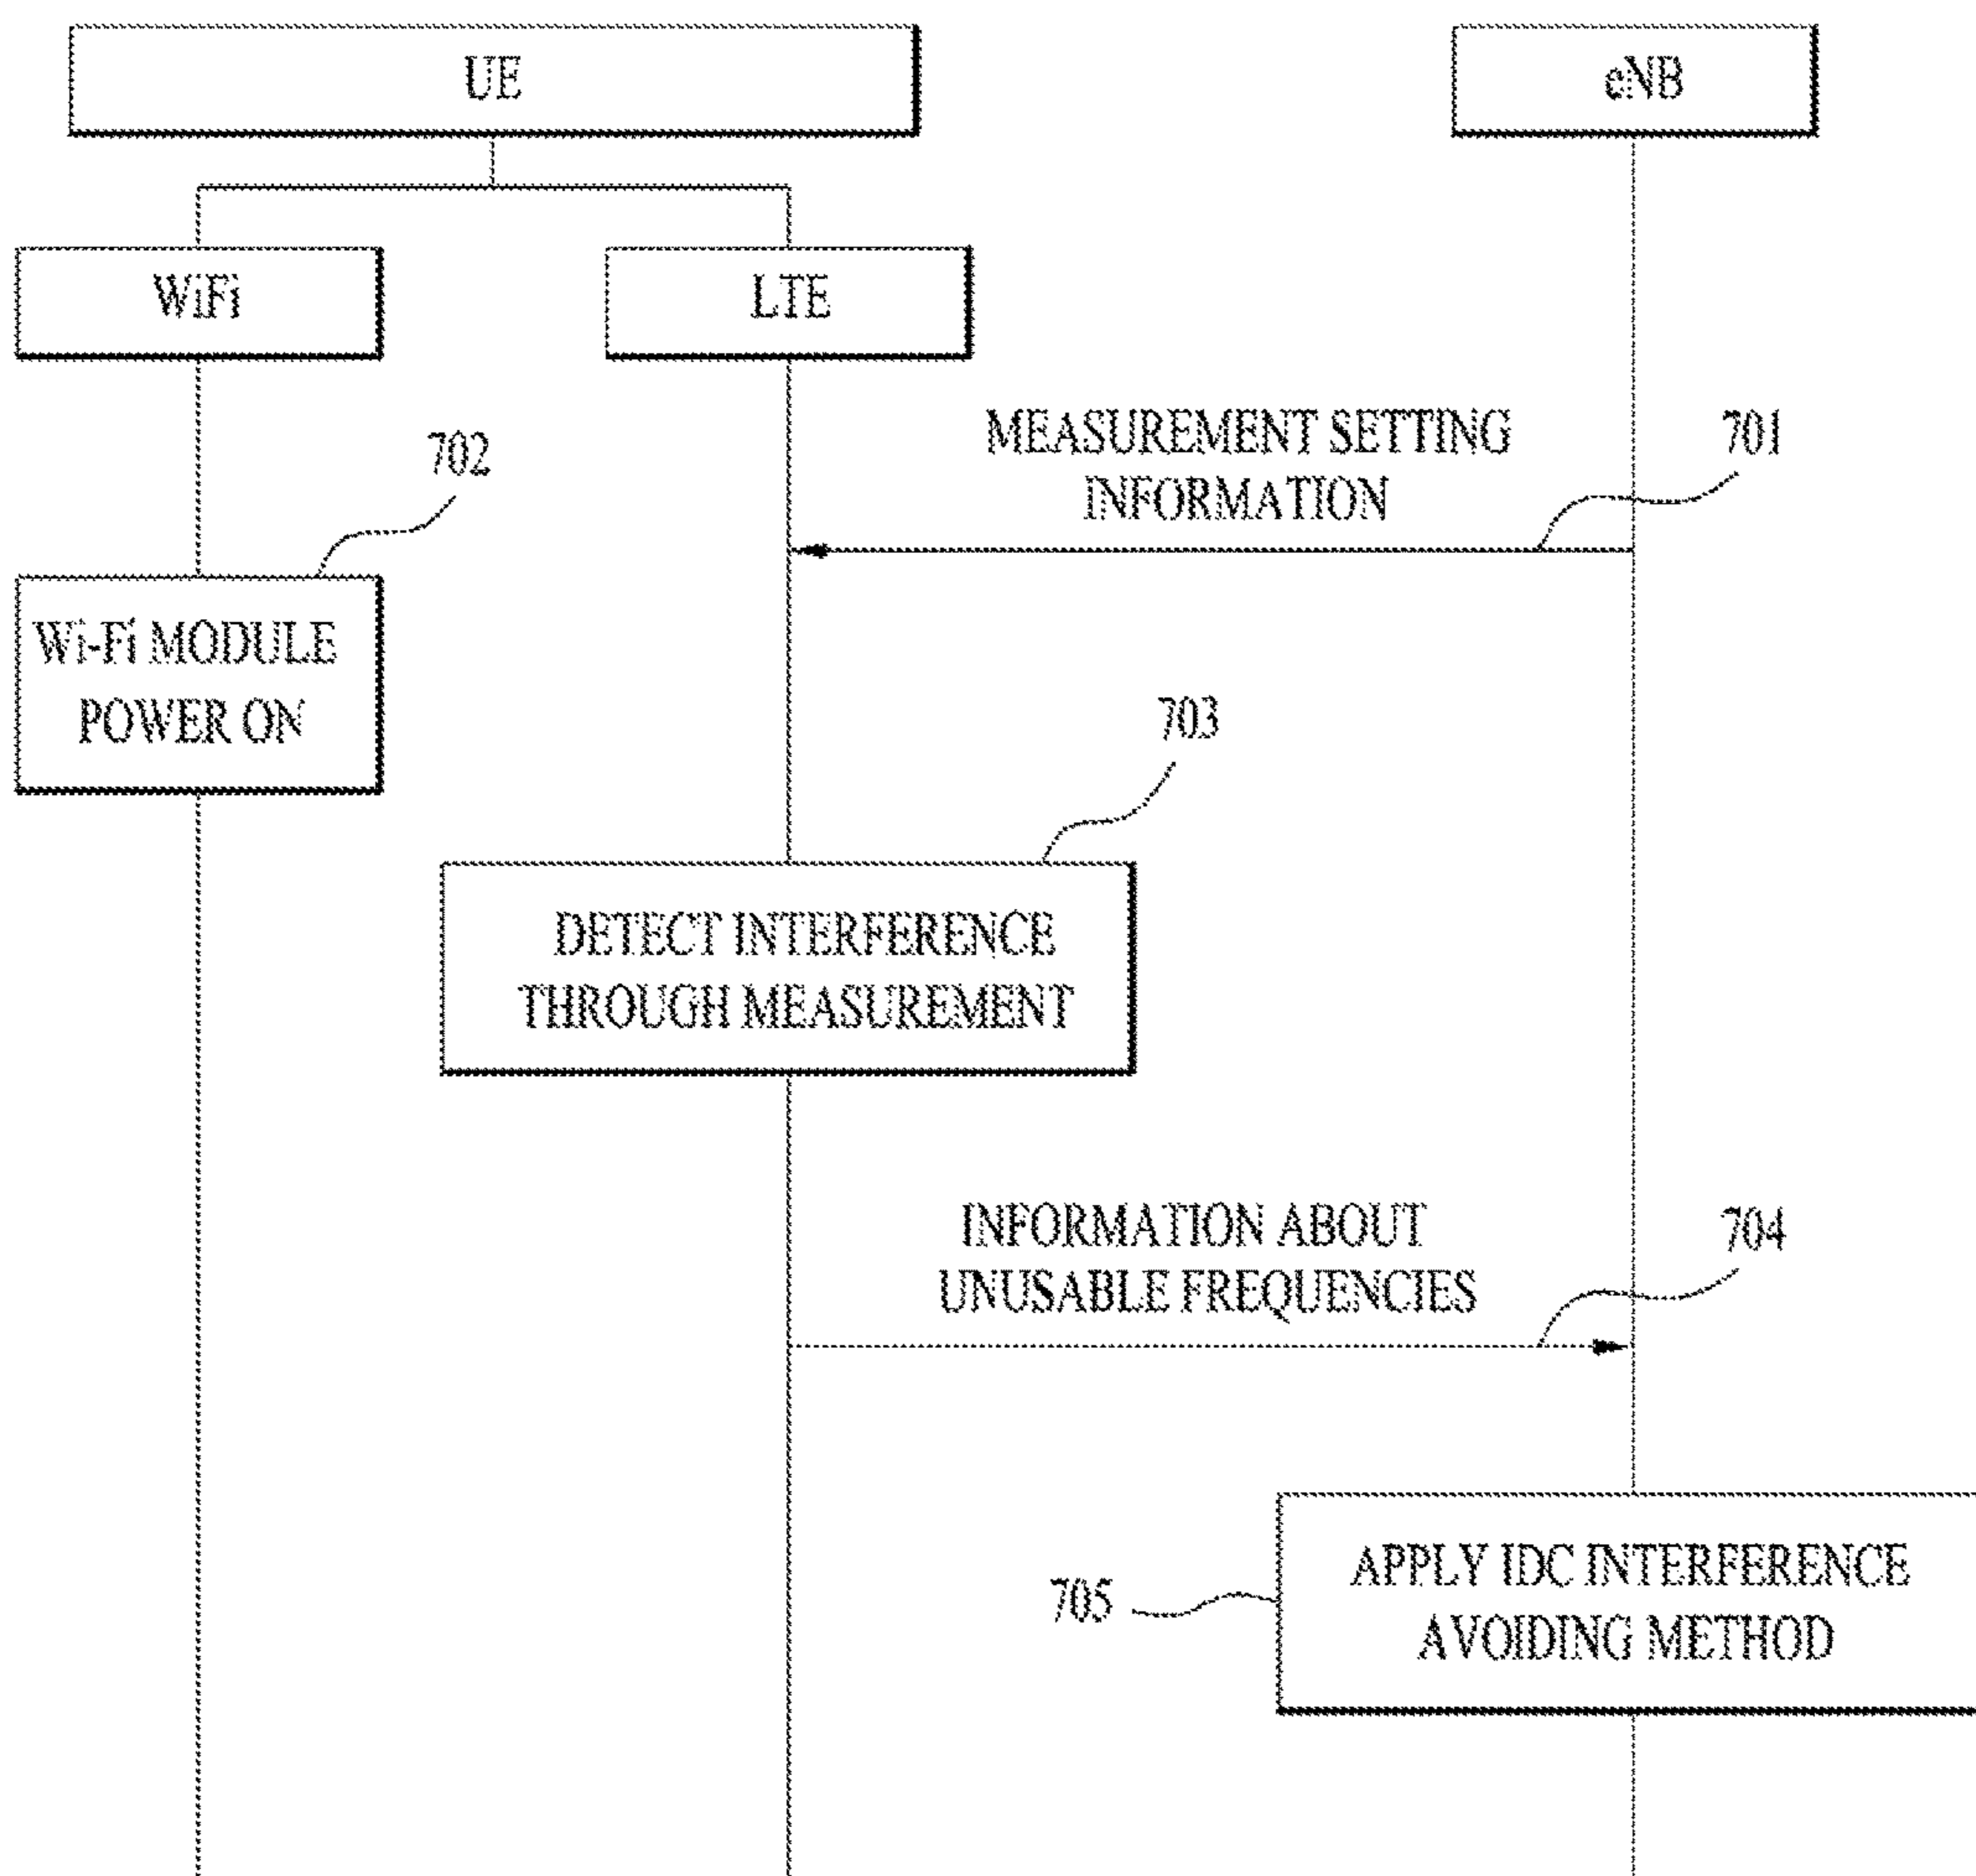 UE
eNB
WiFi
LTE
MEASUREMENT SETTING
INFORMATION
701
702
Wi-Fi MODULE
POWER ON
703
DETECT INTERFERENCE
THROUGH MEASUREMENT
INFORMATION ABOUT
UNUSABLE FREQUENCIES
704
705
APPLY IDC INTERFERENCE
AVOIDING METHOD